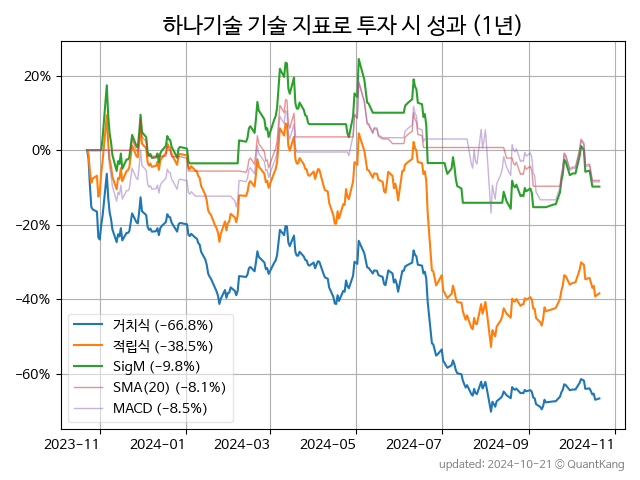 하나기술 기술 지표로 투자 시 성과 (1년)
20%
0%
−20%
−40%
−60%
거치식 (−66.8%)
적립식 (−38.5%)
SigM (−9.8%)
SMA(20) (−8.1%)
MACD (−8.5%)
2023-11 2024-01 2024-03 2024-05 2024-07 2024-09 2024-11
updated: 2024-10-21 © QuantKang